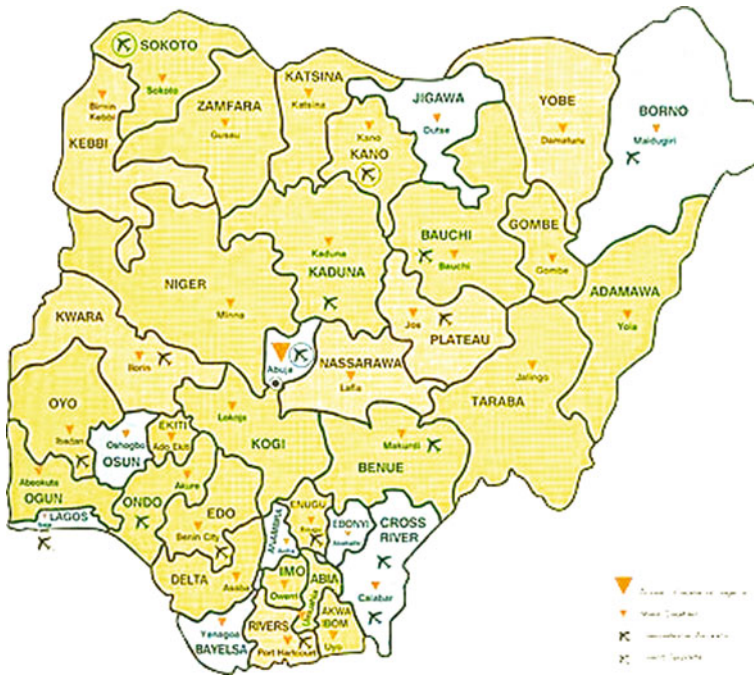 SOKOTO
Sokoto
KATSINA
Katsina
JIGAWA
Dutse
YOBE
Damaturu
BORNO
Maidugiri
Birnin
Kebbi
KEBBI
ZAMFARA
Gusau
Kano
KANO
BAUCHI
Bauchi
GOMBE
Gombe
ADAMAWA
Yola
Kaduna
KADUNA
NIGER
Minna
KWARA
Ilorin
Abuja
NASSARAWA
Lafia
Jos
PLATEAU
Jalingo
TARABA
OYO
Ibadan
Oshogbo
OSUN
EKITI
Ado Ekiti
Lokoja
KOGI
Makurdi
BENUE
Abeokuta
OGUN
LAGOS
ONDO
Akure
EDO
Benin City
DELTA
Asaba
ANAMBRA
ENUGU
Enugu
EBONYI
CROSS
RIVER
Calabar
IMO
Owerri
ABIA
Umuahia
AKWA
IBOM
Uyo
RIVERS
Port Harcourt
Yenagoa
BAYELSA